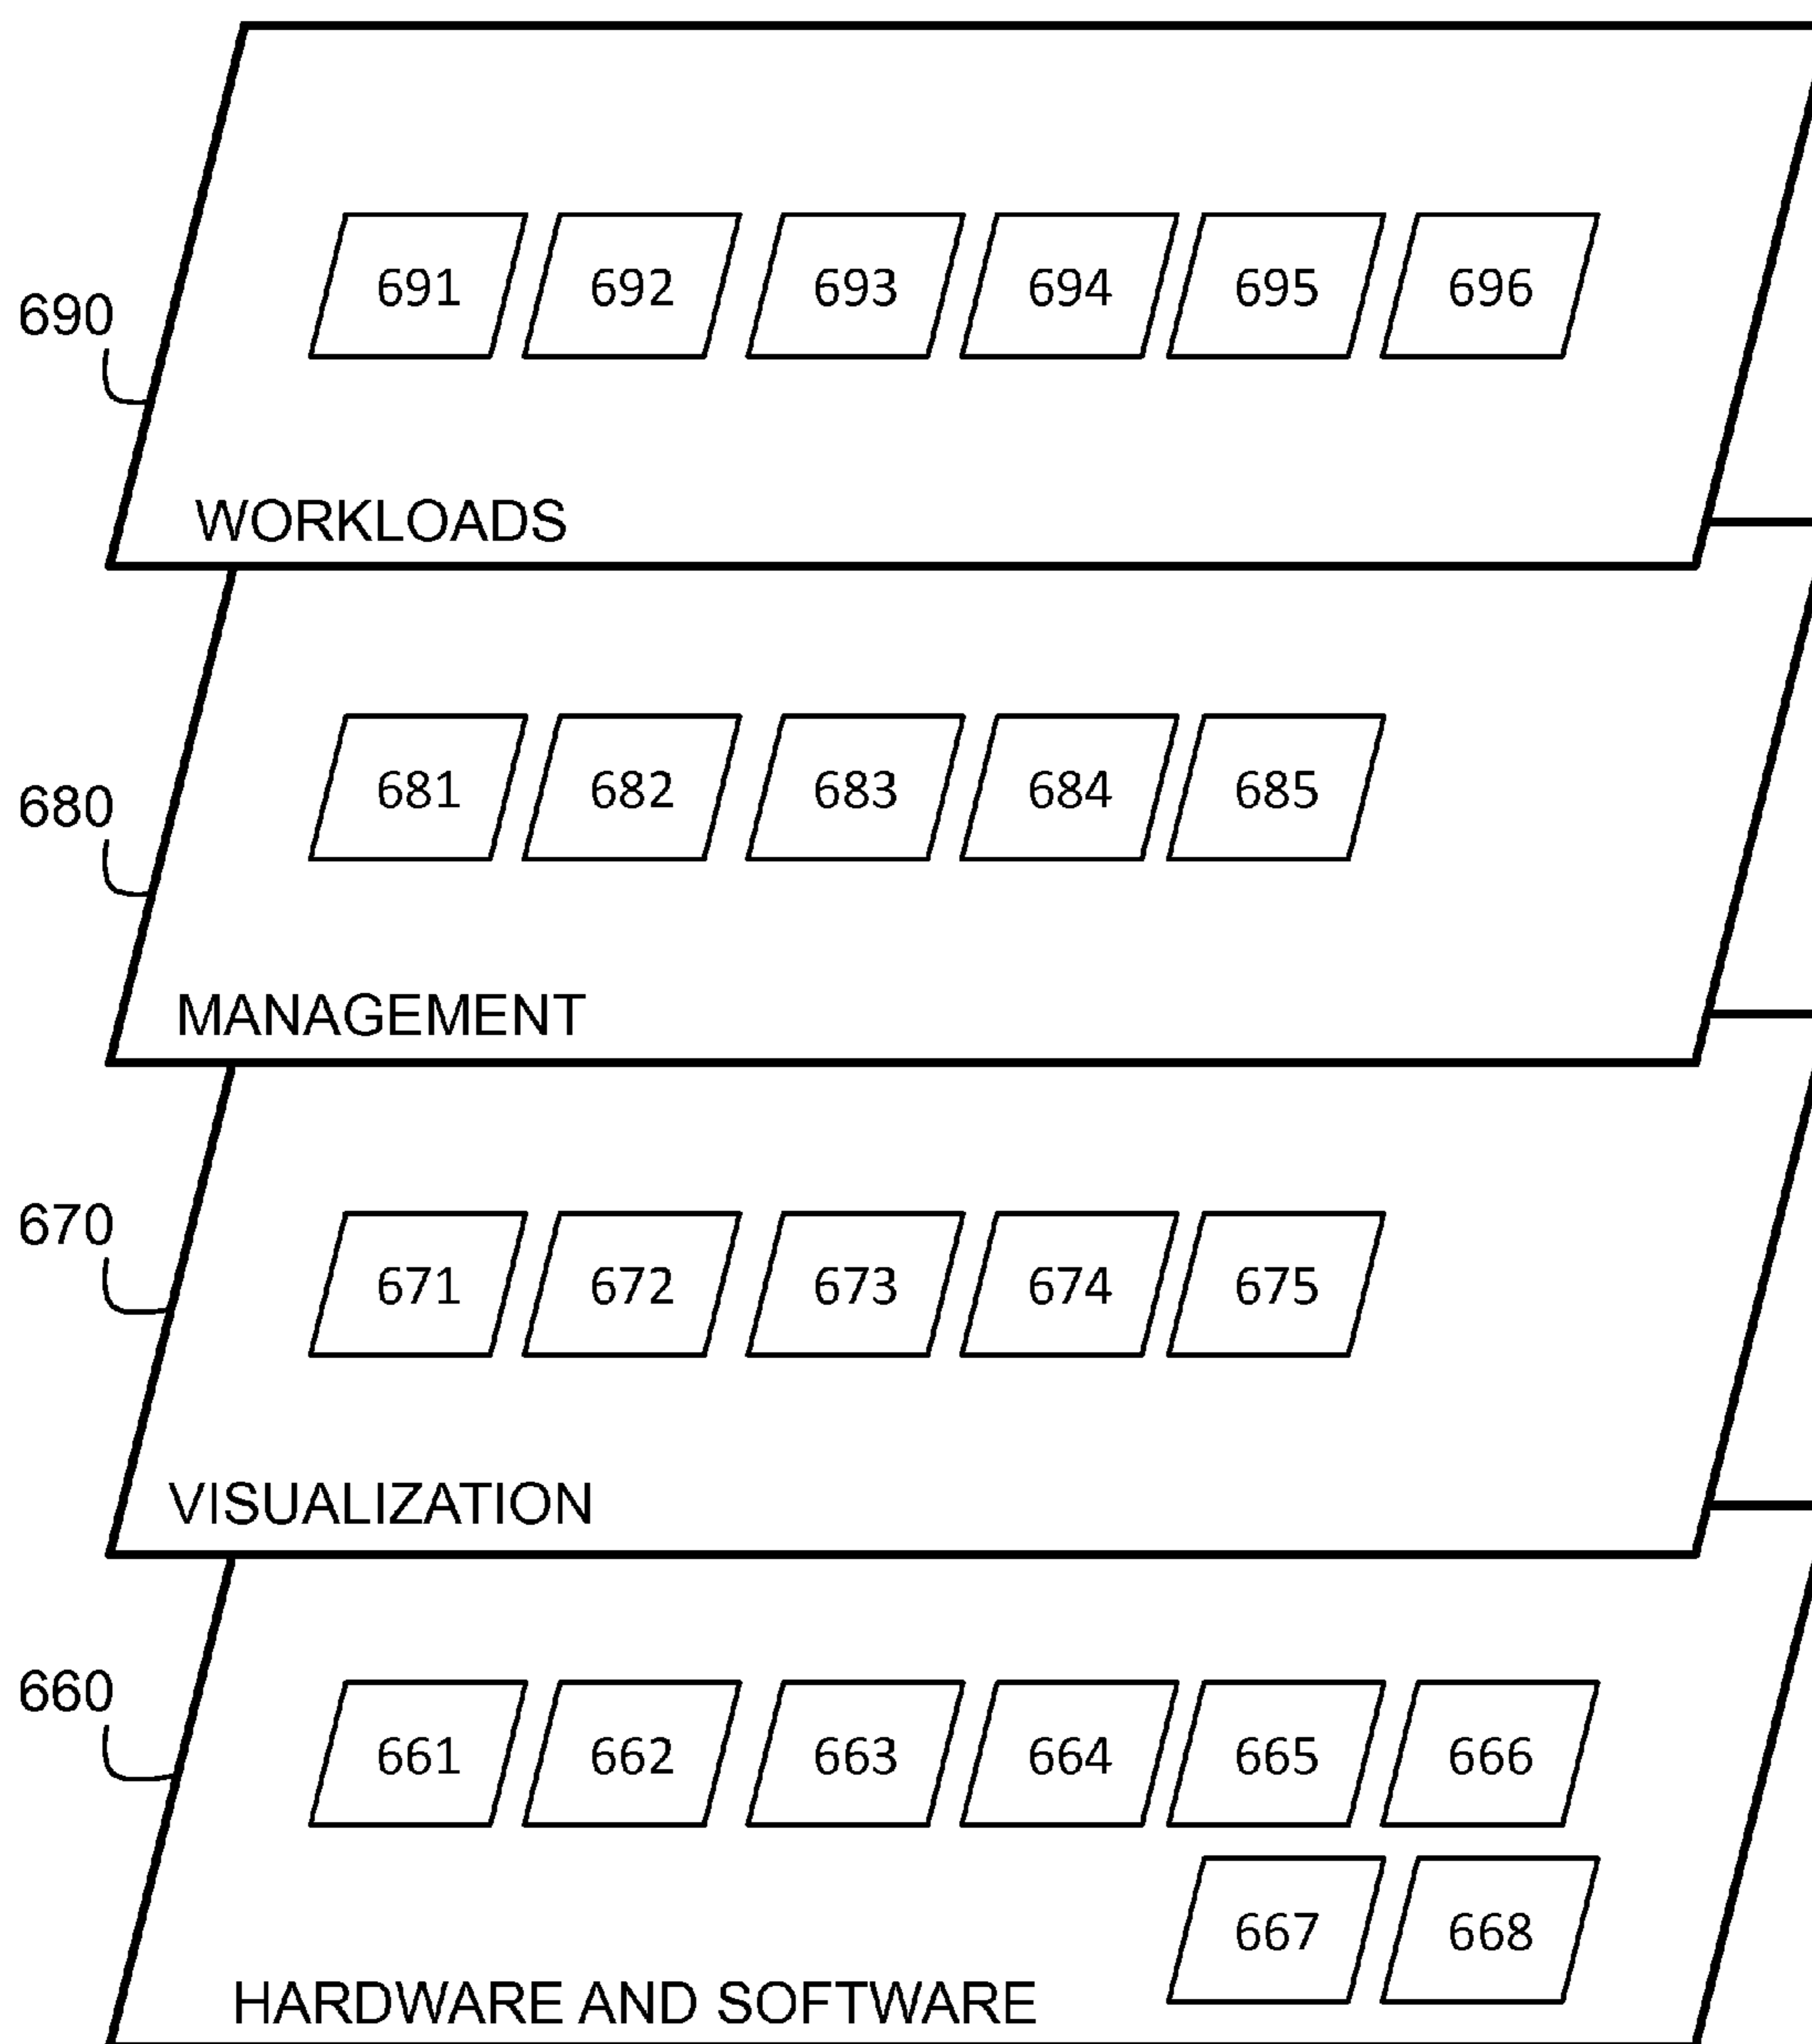 691 692 693 694 695 696
690
WORKLOADS
681 682 683 684 685
680
MANAGEMENT
671 672 673 674 675
670
VISUALIZATION
660
661 662 663 664 665 666
667 668
HARDWARE AND SOFTWARE